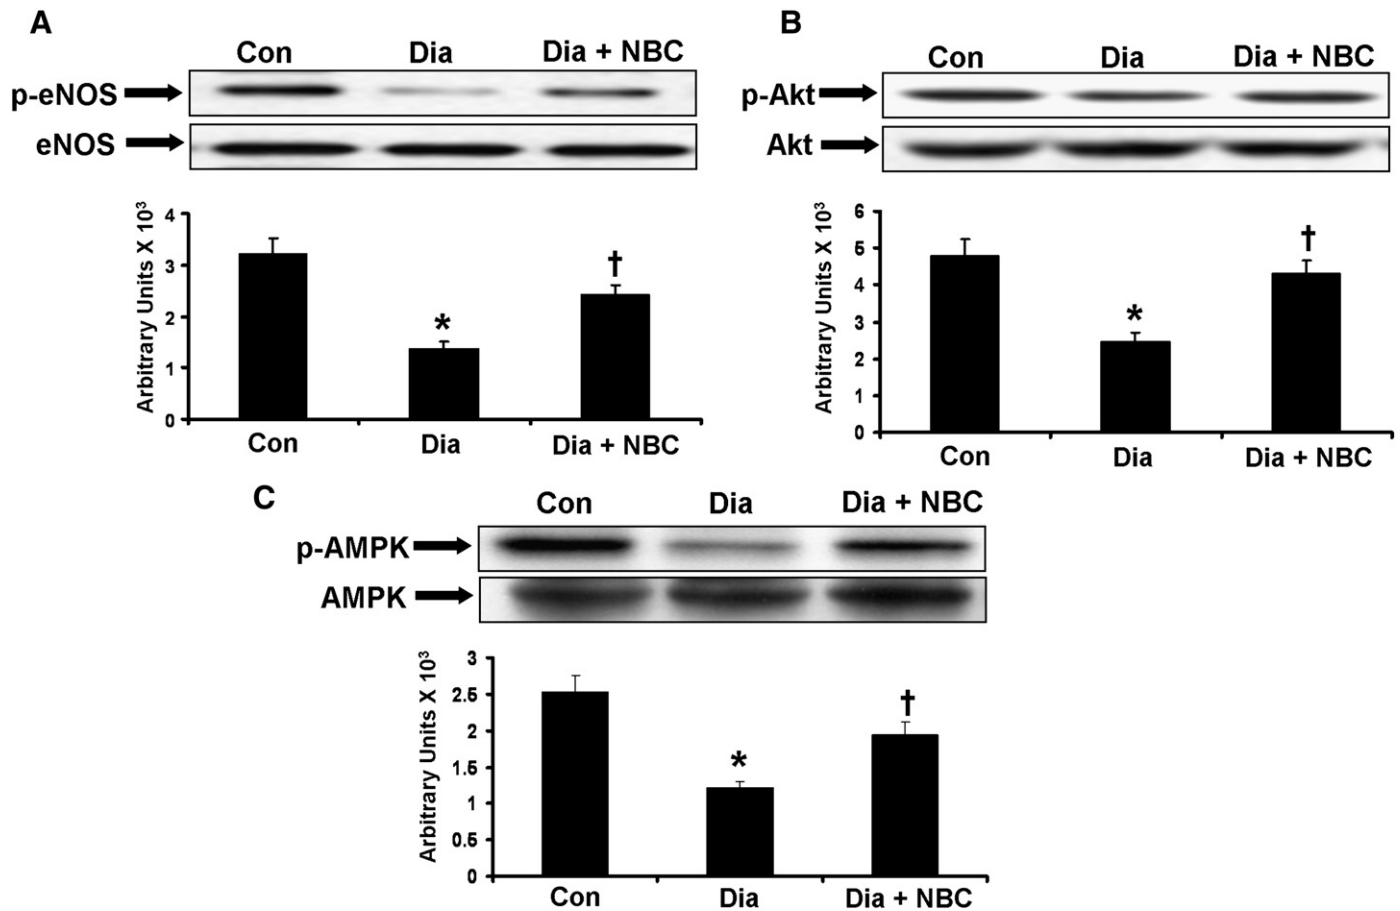 A
Con Dia Dia + NBC
p-eNOS
eNOS
Arbitrary Units X 10³
4
3
2
1
0
Con Dia Dia + NBC
*
†
B
Con Dia Dia + NBC
p-Akt
Akt
Arbitrary Units X 10³
6
5
4
3
2
1
0
Con Dia Dia + NBC
*
†
C
Con Dia Dia + NBC
p-AMPK
AMPK
Arbitrary Units X 10³
3
2.5
2
1.5
1
0.5
0
Con Dia Dia + NBC
*
†